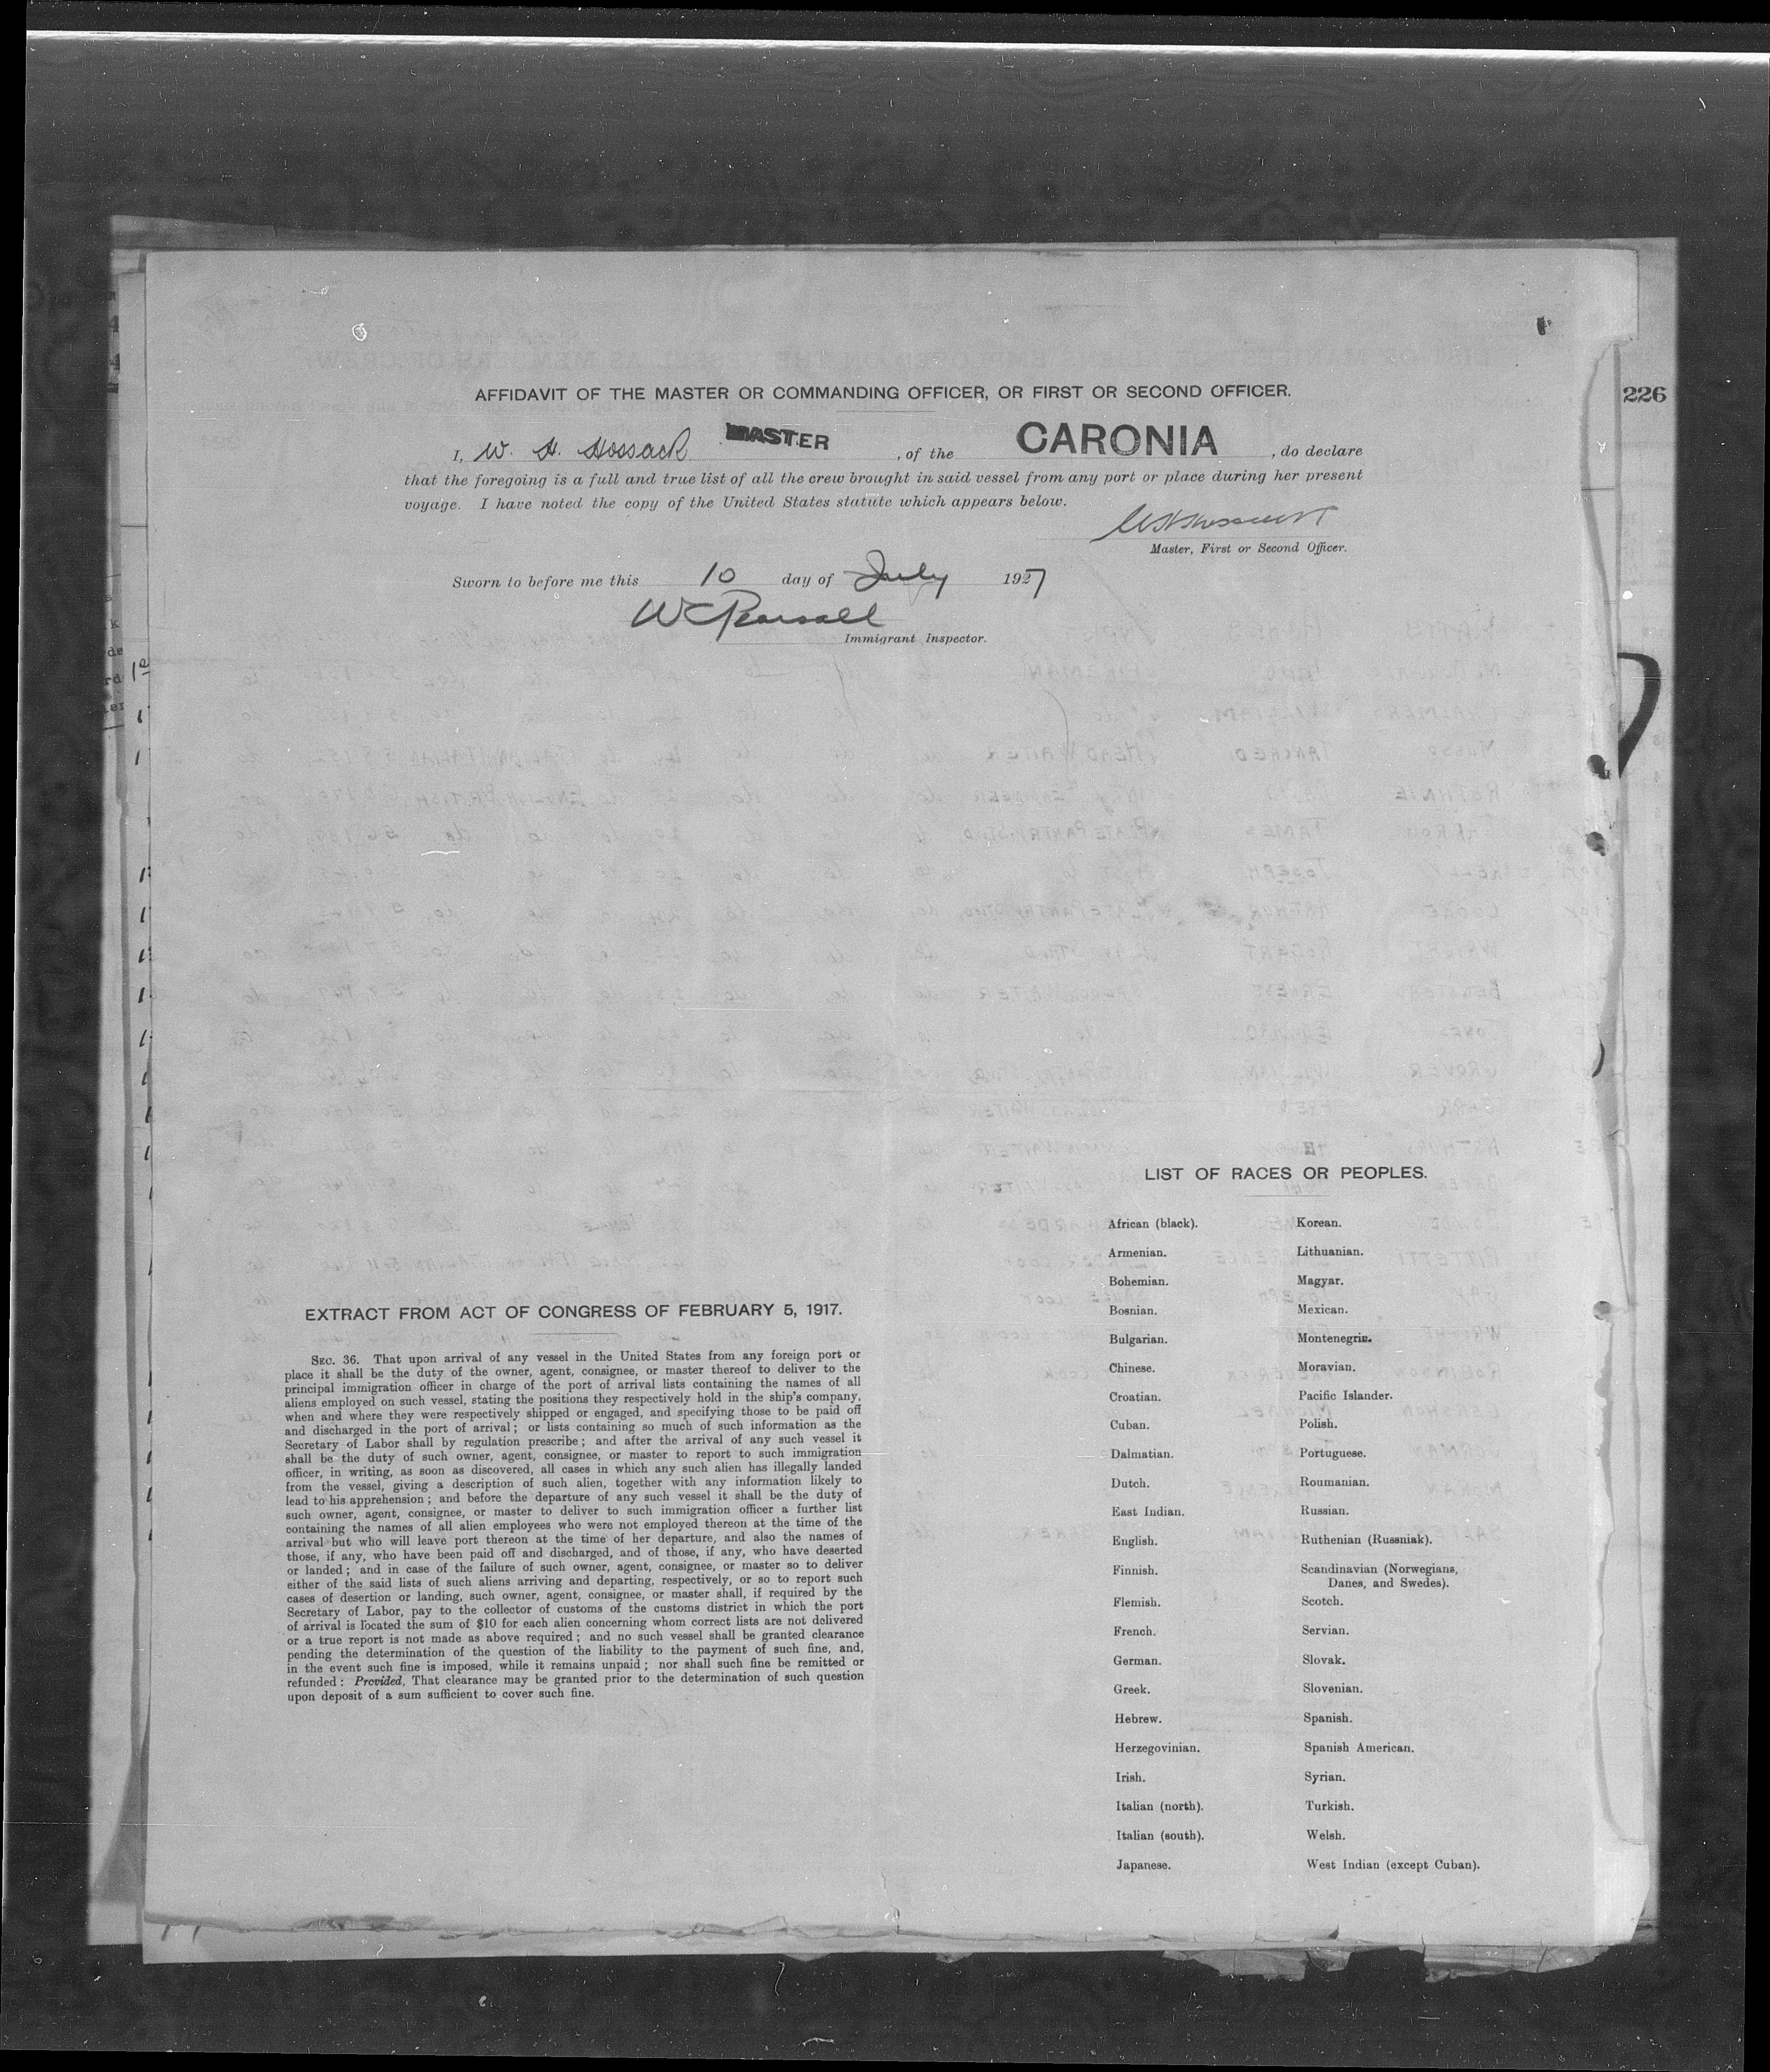 AFFIDAVIT OF THE MASTER OR COMMANDING OFFICER, OR FIRST OR SECOND OFFICER.
226
I, W. H. Hossack MASTER, of the CARONIA, do declare
that the foregoing is a full and true list of all the crew brought in said vessel from any port or place during her present
voyage. I have noted the copy of the United States statute which appears below.
Master, First or Second Officer.
Sworn to before me this 10 day of July 1927
Immigrant Inspector.
LIST OF RACES OR PEOPLES.
African (black). Korean.
Armenian. Lithuanian.
Bohemian. Magyar.
Bosnian. Mexican.
Bulgarian. Montenegrin.
Chinese. Moravian.
Croatian. Pacific Islander.
Cuban. Polish.
Dalmatian. Portuguese.
Dutch. Roumanian.
East Indian. Russian.
English. Ruthenian (Russniak).
Finnish. Scandinavian (Norwegians,
Danes, and Swedes).
Flemish. Scotch.
French. Servian.
German. Slovak.
Greek. Slovenian.
Hebrew. Spanish.
Herzegovinian. Spanish American.
Irish. Syrian.
Italian (north). Turkish.
Italian (south). Welsh.
Japanese. West Indian (except Cuban).
EXTRACT FROM ACT OF CONGRESS OF FEBRUARY 5, 1917.
SEC. 36. That upon arrival of any vessel in the United States from any foreign port or
place it shall be the duty of the owner, agent, consignee, or master thereof to deliver to the
principal immigration officer in charge of the port of arrival lists containing the names of all
aliens employed on such vessel, stating the positions they respectively hold in the ship's company,
when and where they were respectively shipped or engaged, and specifying those to be paid off
and discharged in the port of arrival; or lists containing so much of such information as the
Secretary of Labor shall by regulation prescribe; and after the arrival of any such vessel it
shall be the duty of such owner, agent, consignee, or master to report to such immigration
officer, in writing, as soon as discovered, all cases in which any such alien has illegally landed
from the vessel, giving a description of such alien, together with any information likely to
lead to his apprehension; and before the departure of any such vessel it shall be the duty of
such owner, agent, consignee, or master to deliver to such immigration officer a further list
containing the names of all alien employees who were not employed thereon at the time of the
arrival but who will leave port thereon at the time of her departure, and also the names of
those, if any, who have been paid off and discharged, and of those, if any, who have deserted
or landed; and in case of the failure of such owner, agent, consignee, or master so to deliver
either of the said lists of such aliens arriving and departing, respectively, or so to report such
cases of desertion or landing, such owner, agent, consignee, or master shall, if required by the
Secretary of Labor, pay to the collector of customs of the customs district in which the port
of arrival is located the sum of $10 for each alien concerning whom correct lists are not delivered
or a true report is not made as above required; and no such vessel shall be granted clearance
pending the determination of the question of the liability to the payment of such fine, and,
in the event such fine is imposed, while it remains unpaid; nor shall such fine be remitted or
refunded: Provided, That clearance may be granted prior to the determination of such question
upon deposit of a sum sufficient to cover such fine.